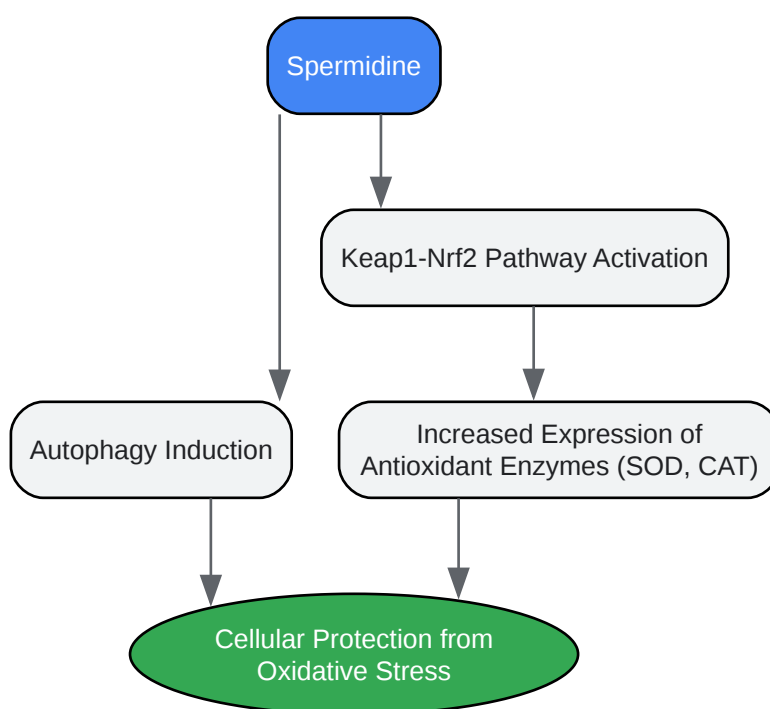 Spermidine
Keap1-Nrf2 Pathway Activation
Autophagy Induction
Increased Expression of
Antioxidant Enzymes (SOD, CAT)
Cellular Protection from
Oxidative Stress